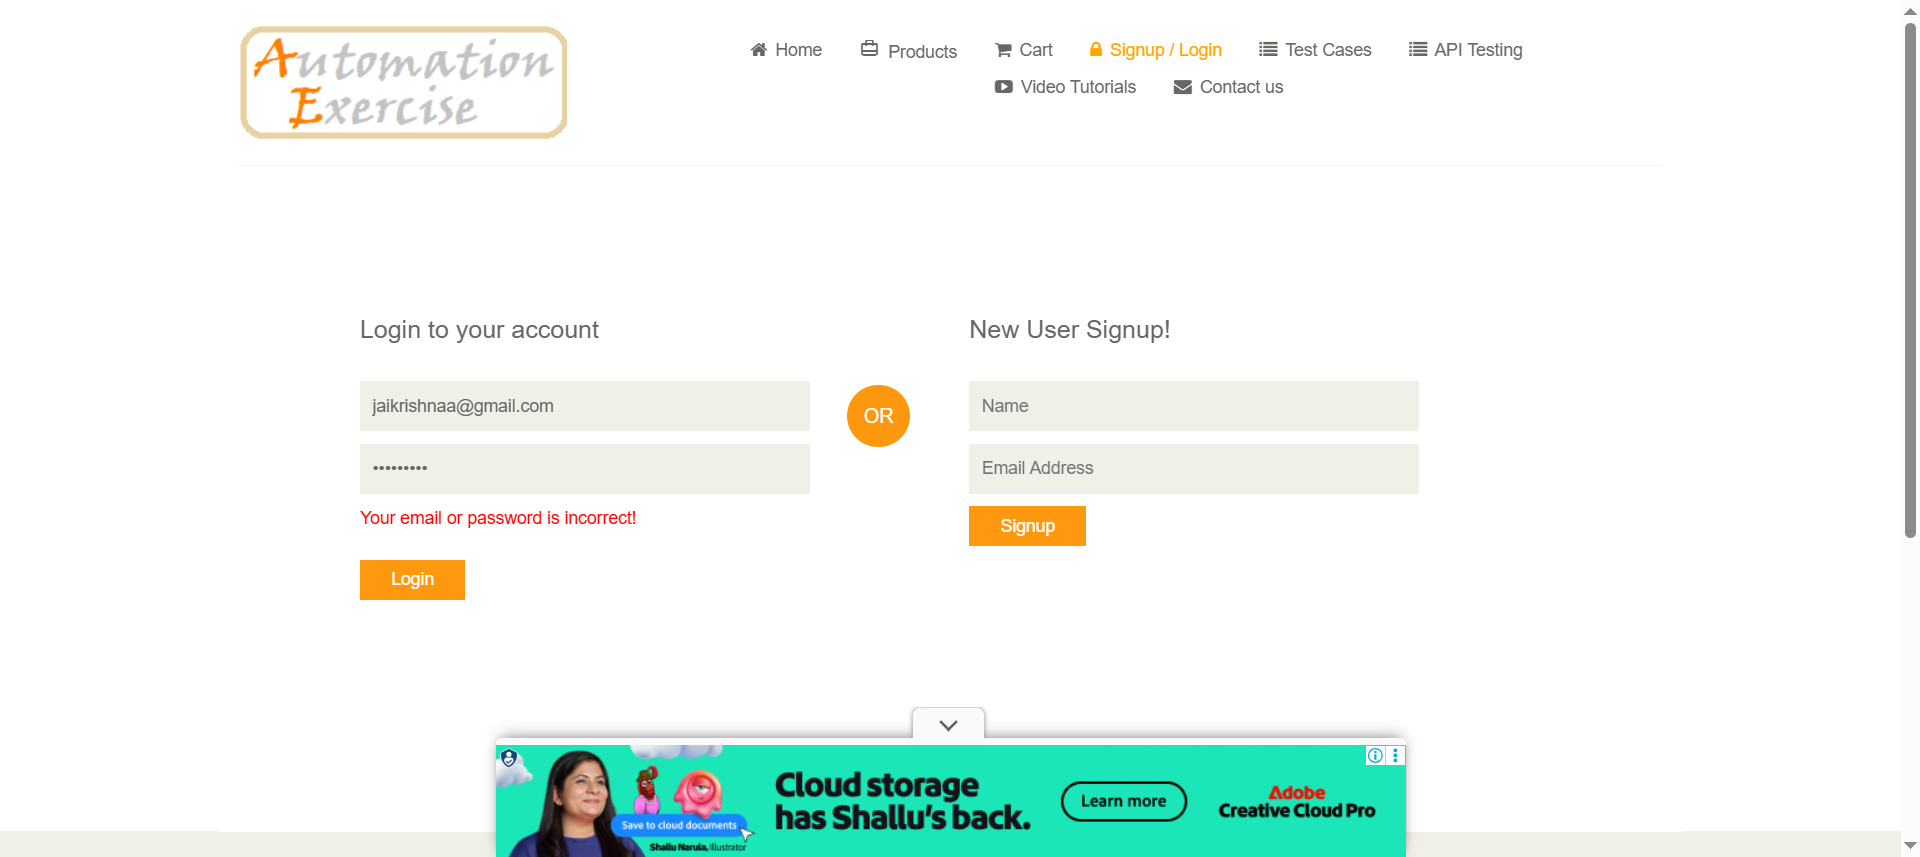 Automation
Exercise
Home
Products
Cart
Signup / Login
Test Cases
API Testing
Video Tutorials
Contact us
Login to your account
jaikrishnaa@gmail.com
•••••••••
Your email or password is incorrect!
Login
OR
New User Signup!
Name
Email Address
Signup
Save to cloud documents
Shallu Narula, Illustrator
Cloud storage
has Shallu's back.
Learn more
Adobe
Creative Cloud Pro